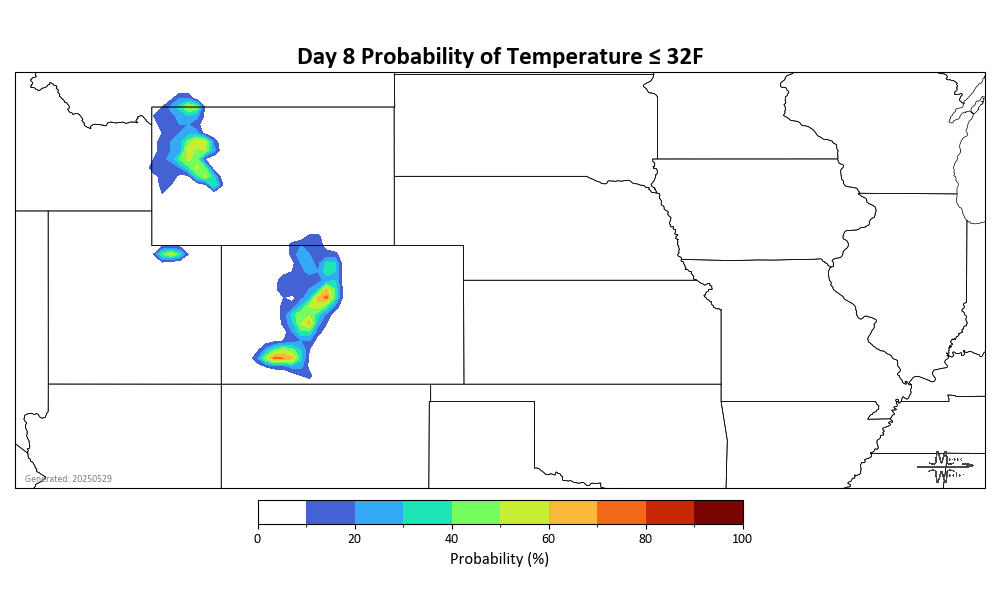 Day 8 Probability of Temperature ≤ 32F
Generated: 20250529
0 20 40 60 80 100
Probability (%)